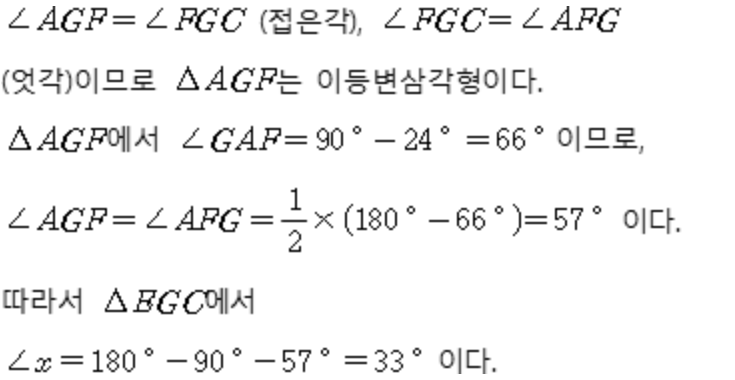 ∠AGF=∠FGC (접은각), ∠FGC=∠AFG
(엇각)이므로 △AGF는 이등변삼각형이다.
△AGF에서 ∠GAF=90°-24°=66°이므로,
∠AGF=∠AFG=\frac{1}{2}×(180°-66°)=57° 이다.
따라서 △EGC에서
∠x=180°-90°-57°=33° 이다.